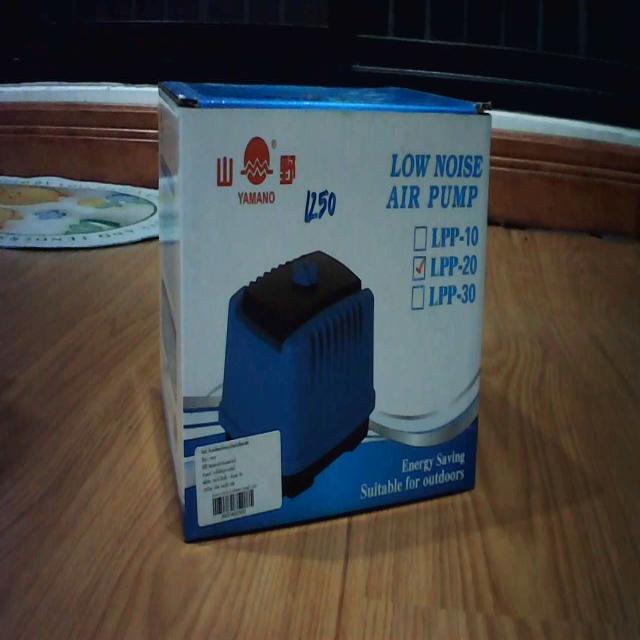 山 野
YAMANO
1250
LOW NOISE
AIR PUMP
LPP-10
LPP-20
LPP-30
Energy Saving
Suitable for outdoors